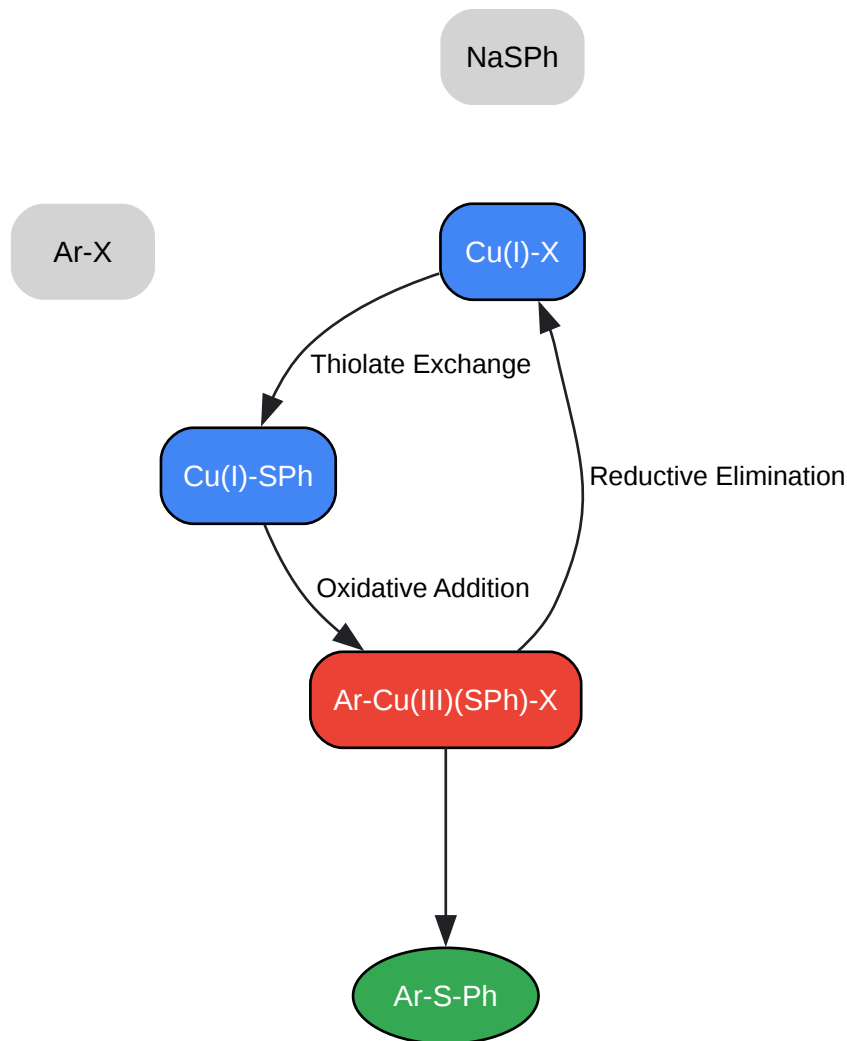 NaSPh
Ar-X
Cu(I)-X
Thiolate Exchange
Cu(I)-SPh
Reductive Elimination
Oxidative Addition
Ar-Cu(III)(SPh)-X
Ar-S-Ph